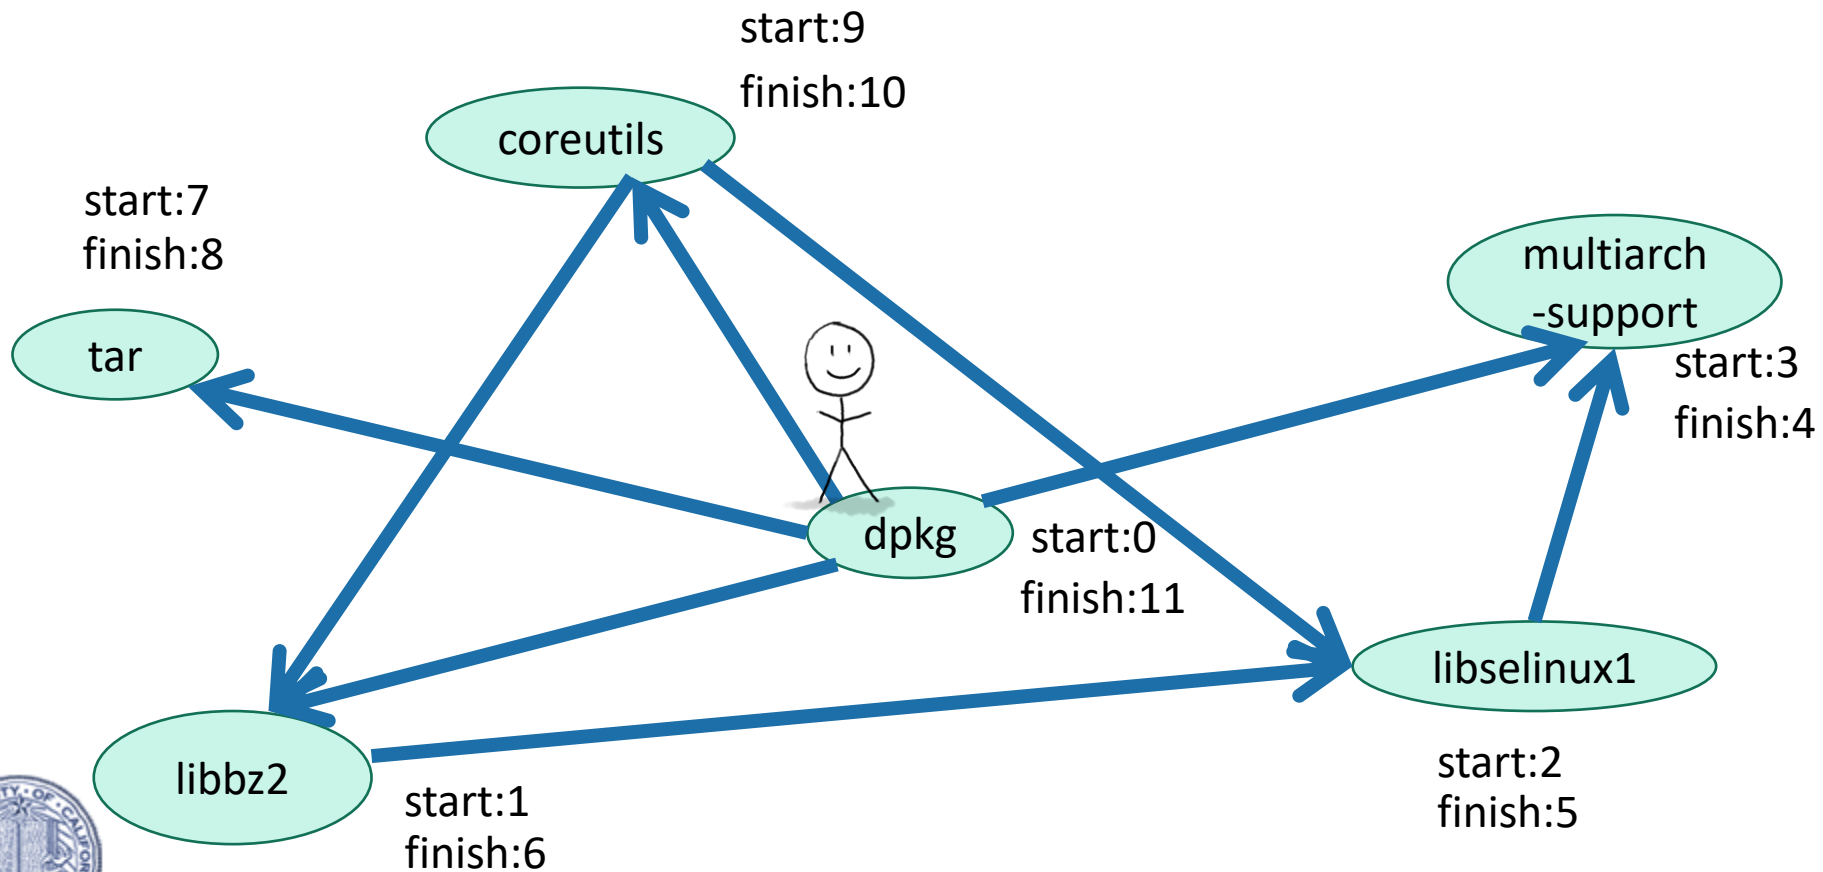 start:9
finish:10
coreutils
start:7
finish:8
tar
multiarch
-support
start:3
finish:4
dpkg
start:0
finish:11
libselinux1
start:2
finish:5
libbz2
start:1
finish:6